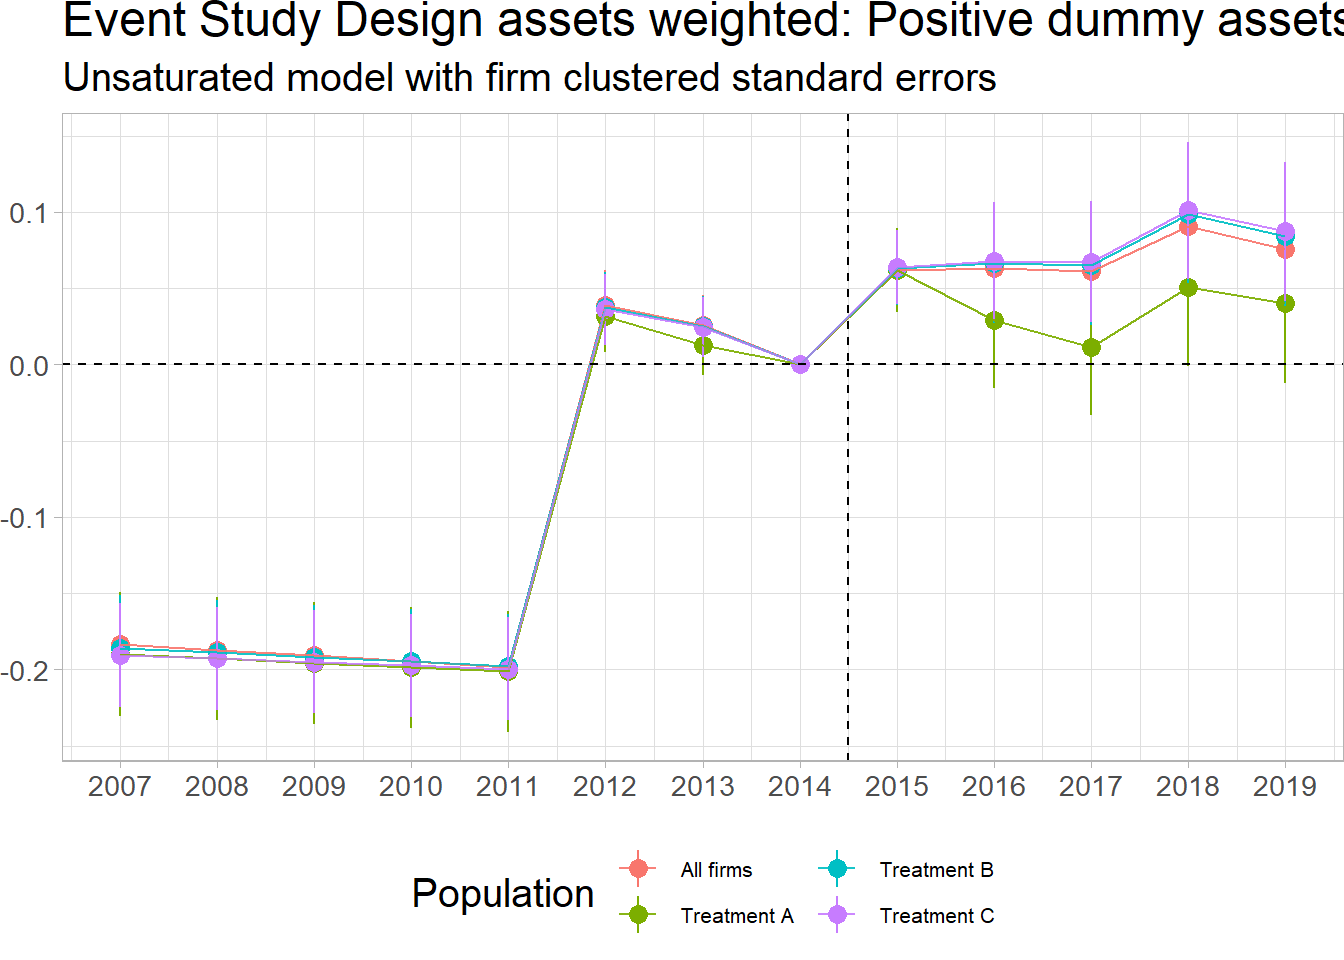 Event Study Design assets weighted: Positive dummy assets
Unsaturated model with firm clustered standard errors
0.1
0.0
-0.1
-0.2
2007 2008 2009 2010 2011 2012 2013 2014 2015 2016 2017 2018 2019
Population
All firms
Treatment B
Treatment A
Treatment C